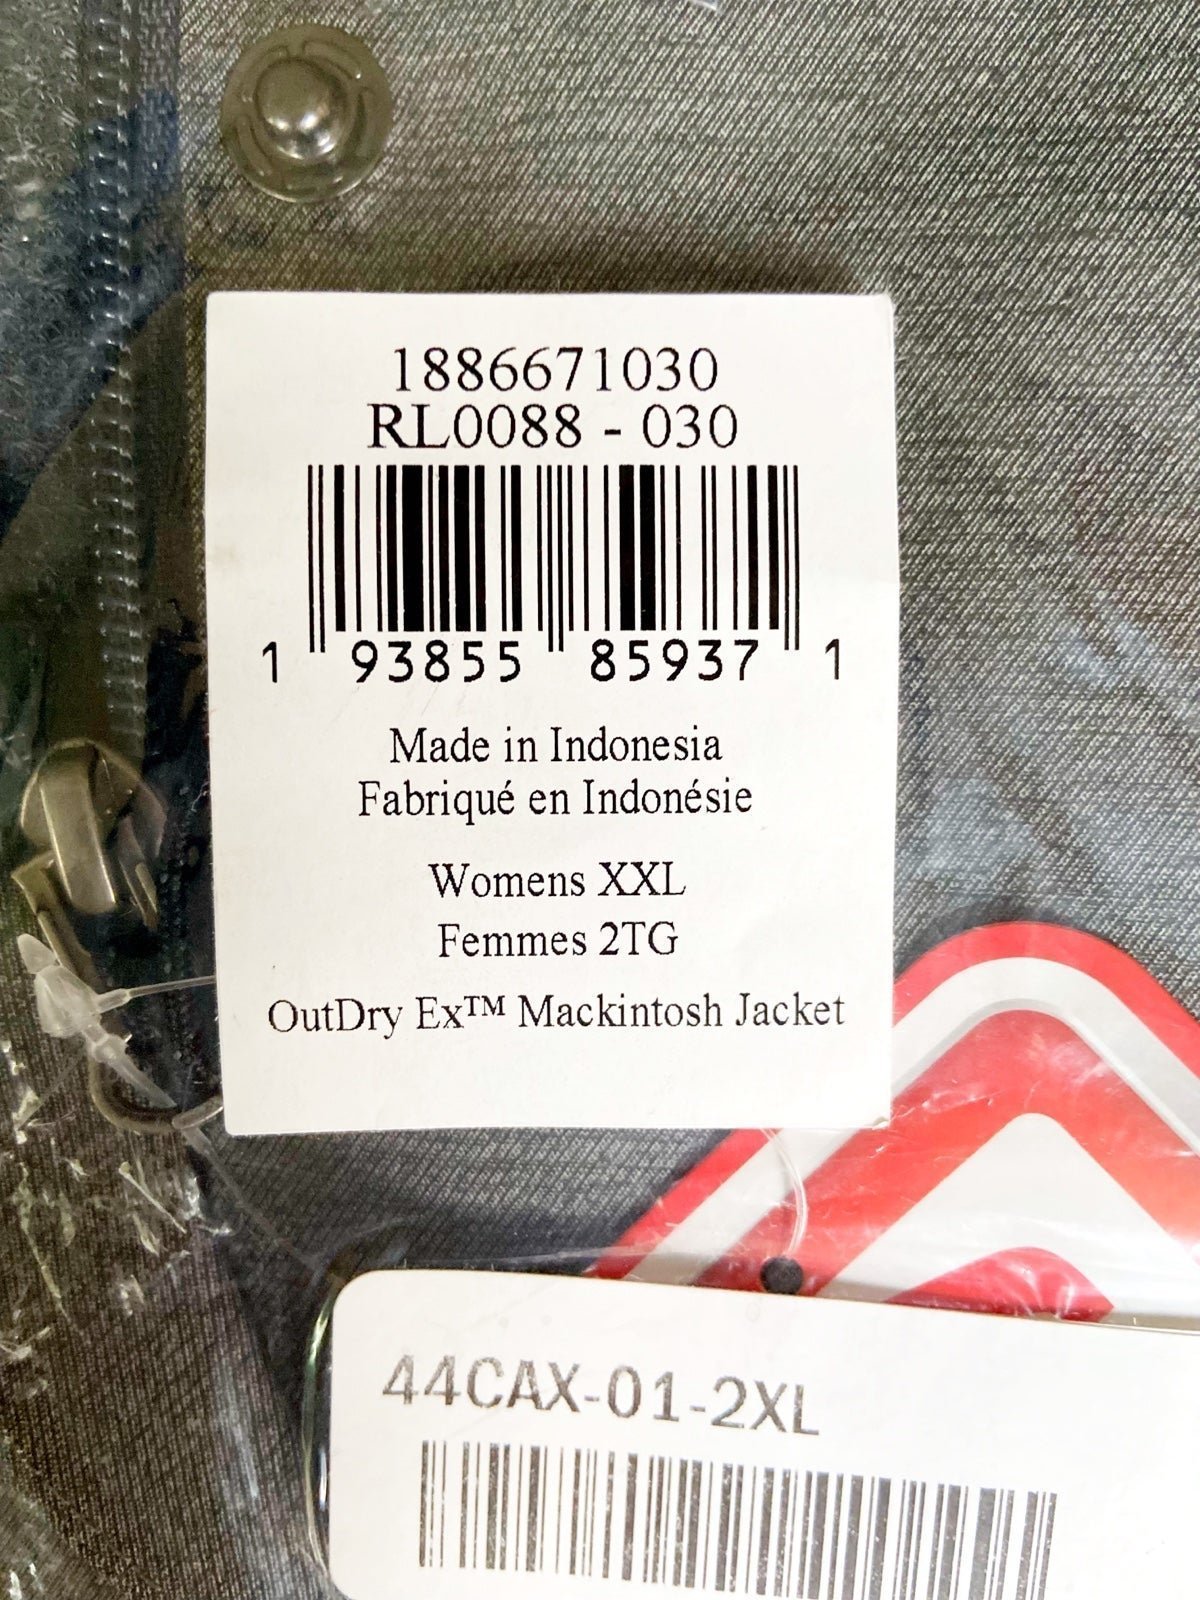 1886671030
RL0088 - 030
1 93855 85937 1
Made in Indonesia
Fabriqué en Indonésie
Womens XXL
Femmes 2TG
OutDry Ex™ Mackintosh Jacket
44CAX-01-2XL